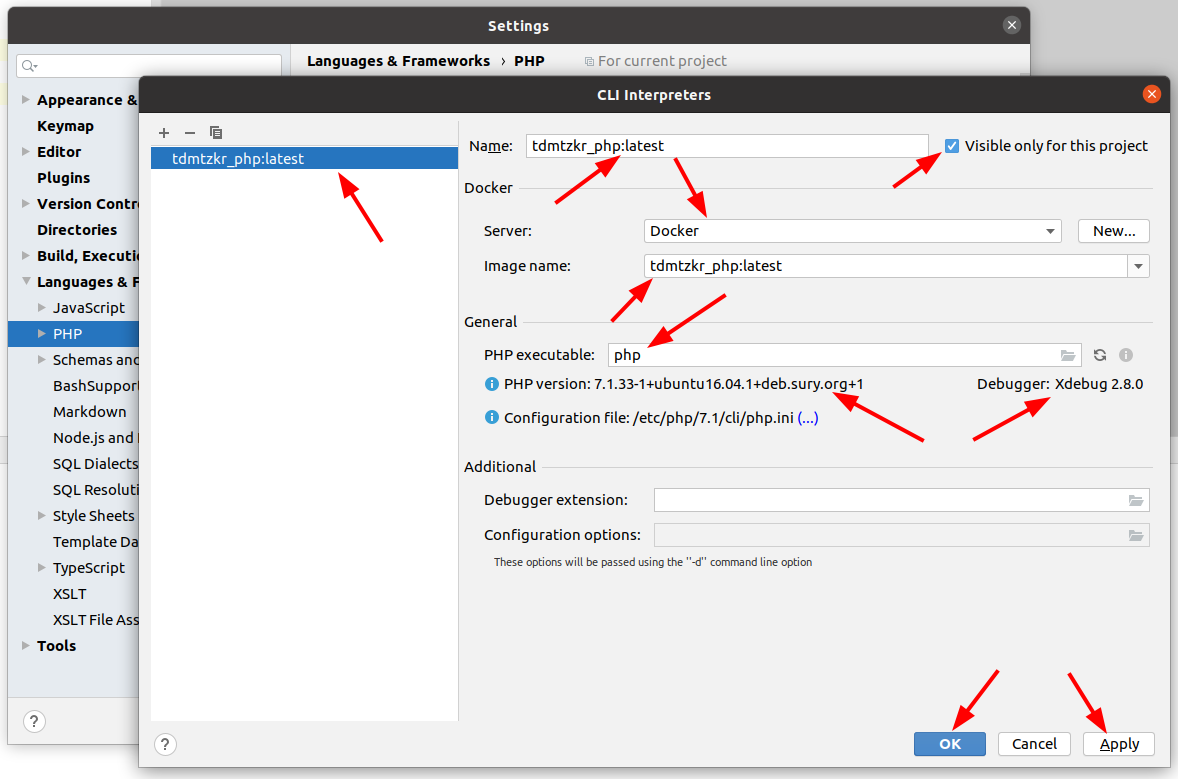 Settings
Languages & Frameworks › PHP For current project
CLI Interpreters
Appearance &
Keymap
Editor
Plugins
Version Contr
Directories
Build, Executi
Languages & F
JavaScript
PHP
Schemas and
BashSupport
Markdown
Node.js and
SQL Dialects
SQL Resoluti
Style Sheets
Template Da
TypeScript
XSLT
XSLT File Ass
Tools
?
tdmtzkr_php:latest
Name: tdmtzkr_php:latest Visible only for this project
Docker
Server: Docker New...
Image name: tdmtzkr_php:latest
General
PHP executable: php
PHP version: 7.1.33-1+ubuntu16.04.1+deb.sury.org+1 Debugger: Xdebug 2.8.0
Configuration file: /etc/php/7.1/cli/php.ini (...)
Additional
Debugger extension:
Configuration options:
These options will be passed using the ''-d'' command line option
? OK Cancel Apply